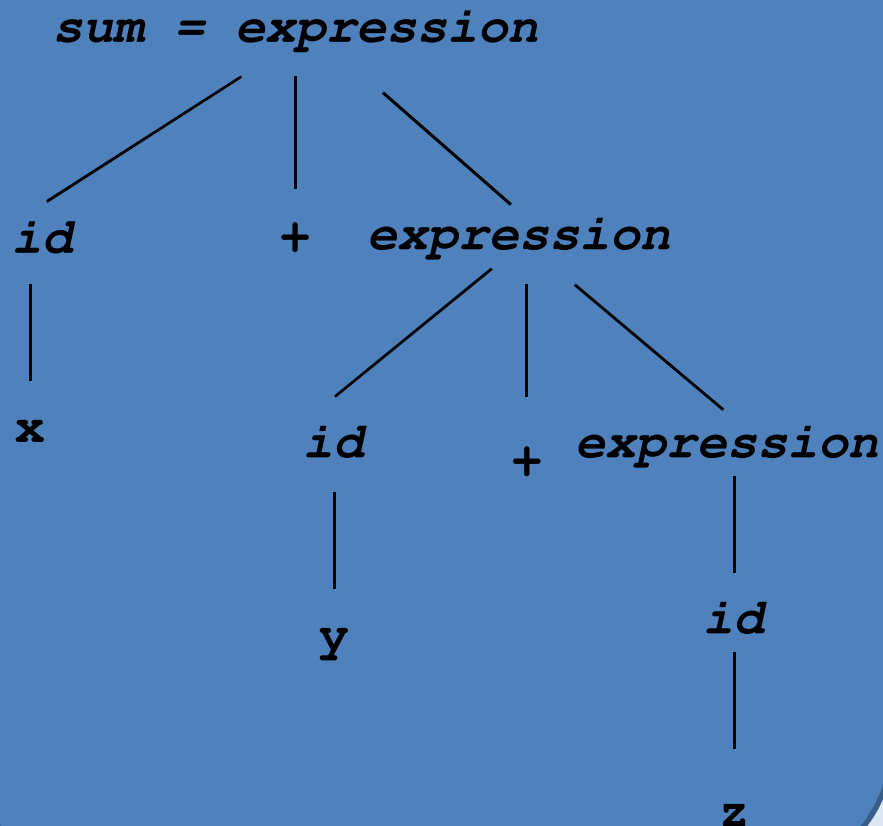 sum = expression
id + expression
x
id + expression
y
id
z